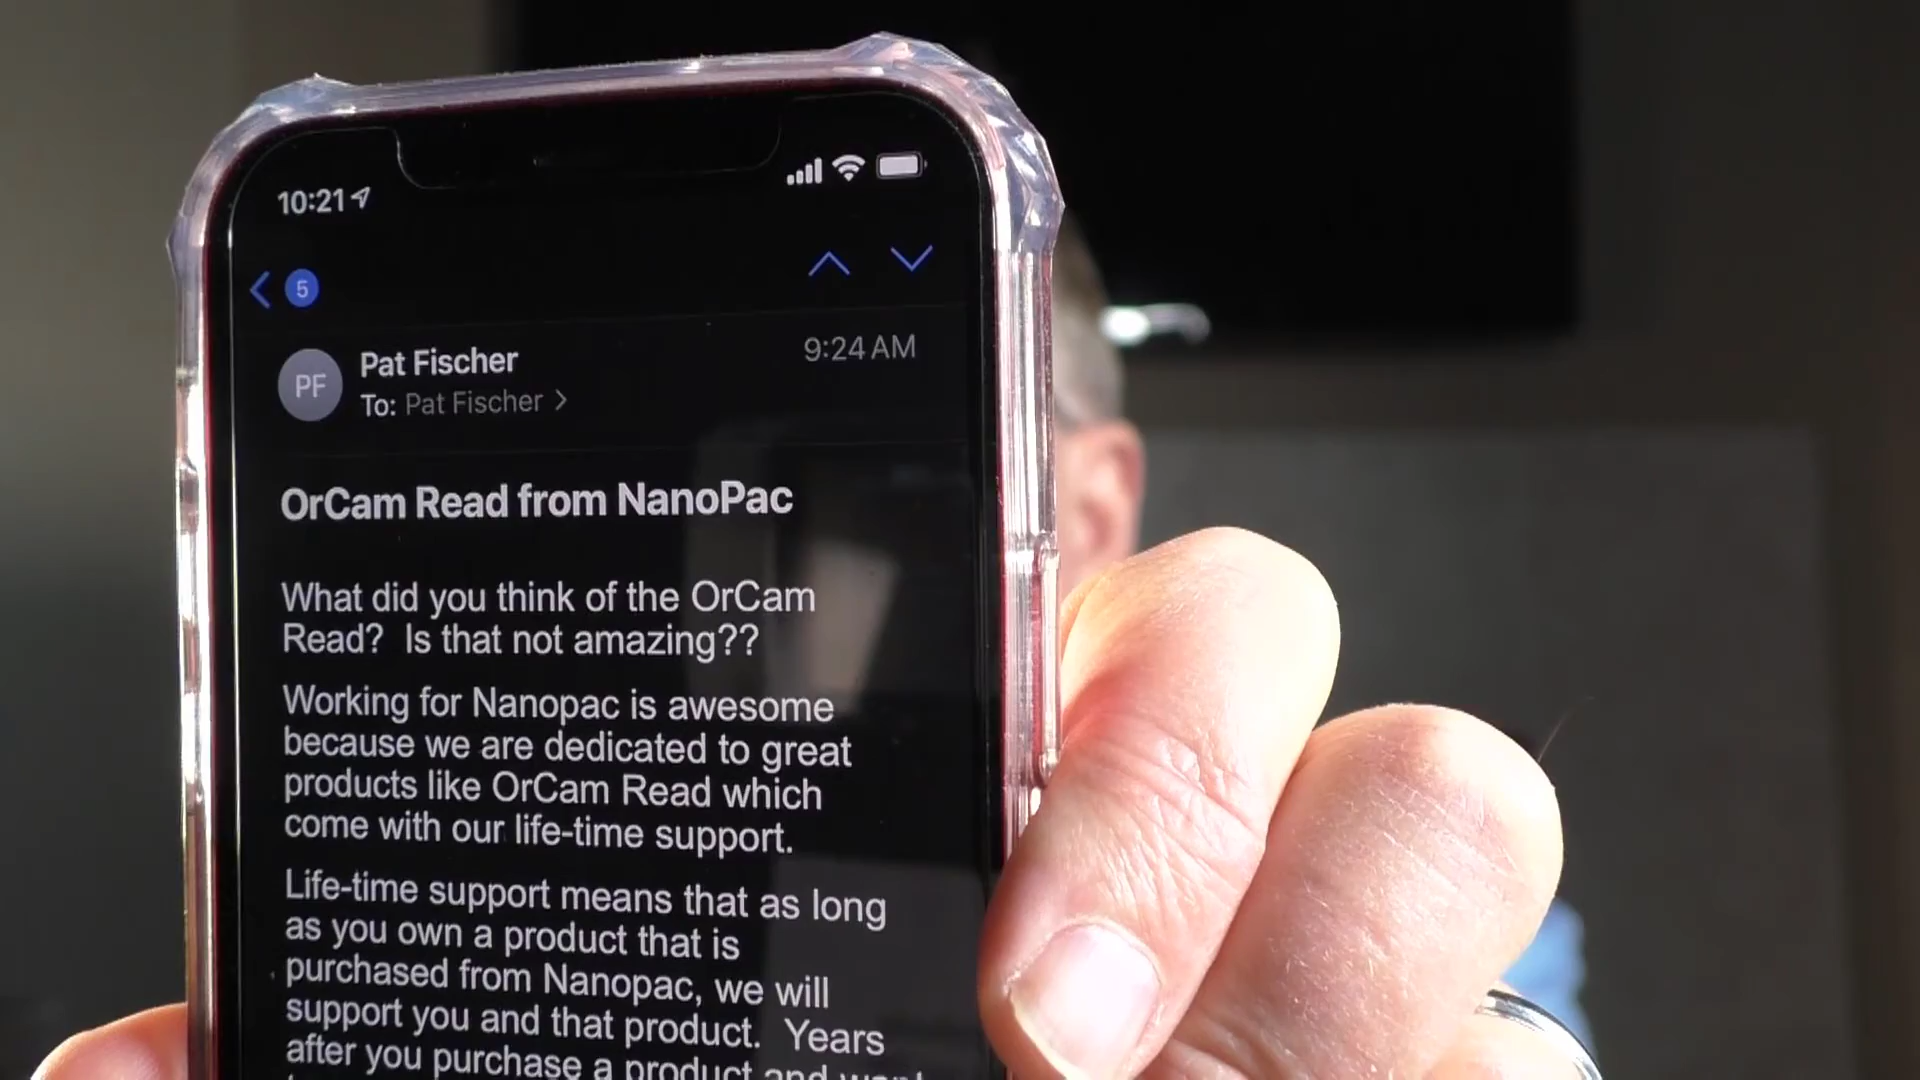 10:21
5
PF
Pat Fischer
9:24 AM
To: Pat Fischer
OrCam Read from NanoPac
What did you think of the OrCam
Read? Is that not amazing??
Working for Nanopac is awesome
because we are dedicated to great
products like OrCam Read which
come with our life-time support.
Life-time support means that as long
as you own a product that is
purchased from Nanopac, we will
support you and that product. Years
after you purchase a product and want